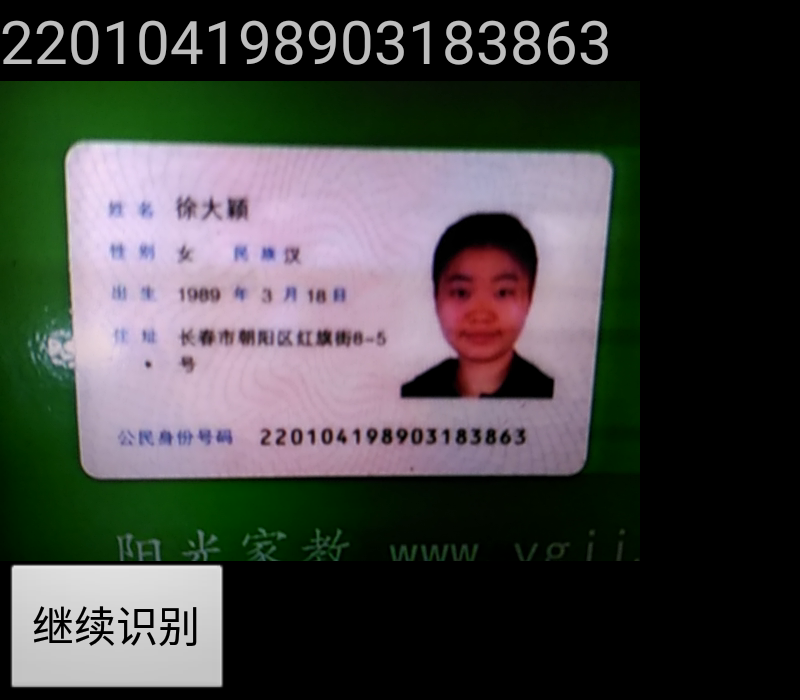 220104198903183863
姓 名 徐大颖
性 别 女 民 族 汉
出 生 1989 年 3 月 18 日
住 址 长春市朝阳区红旗街8-5
号
公民身份号码 220104198903183863
阳光家教 www
继续识别